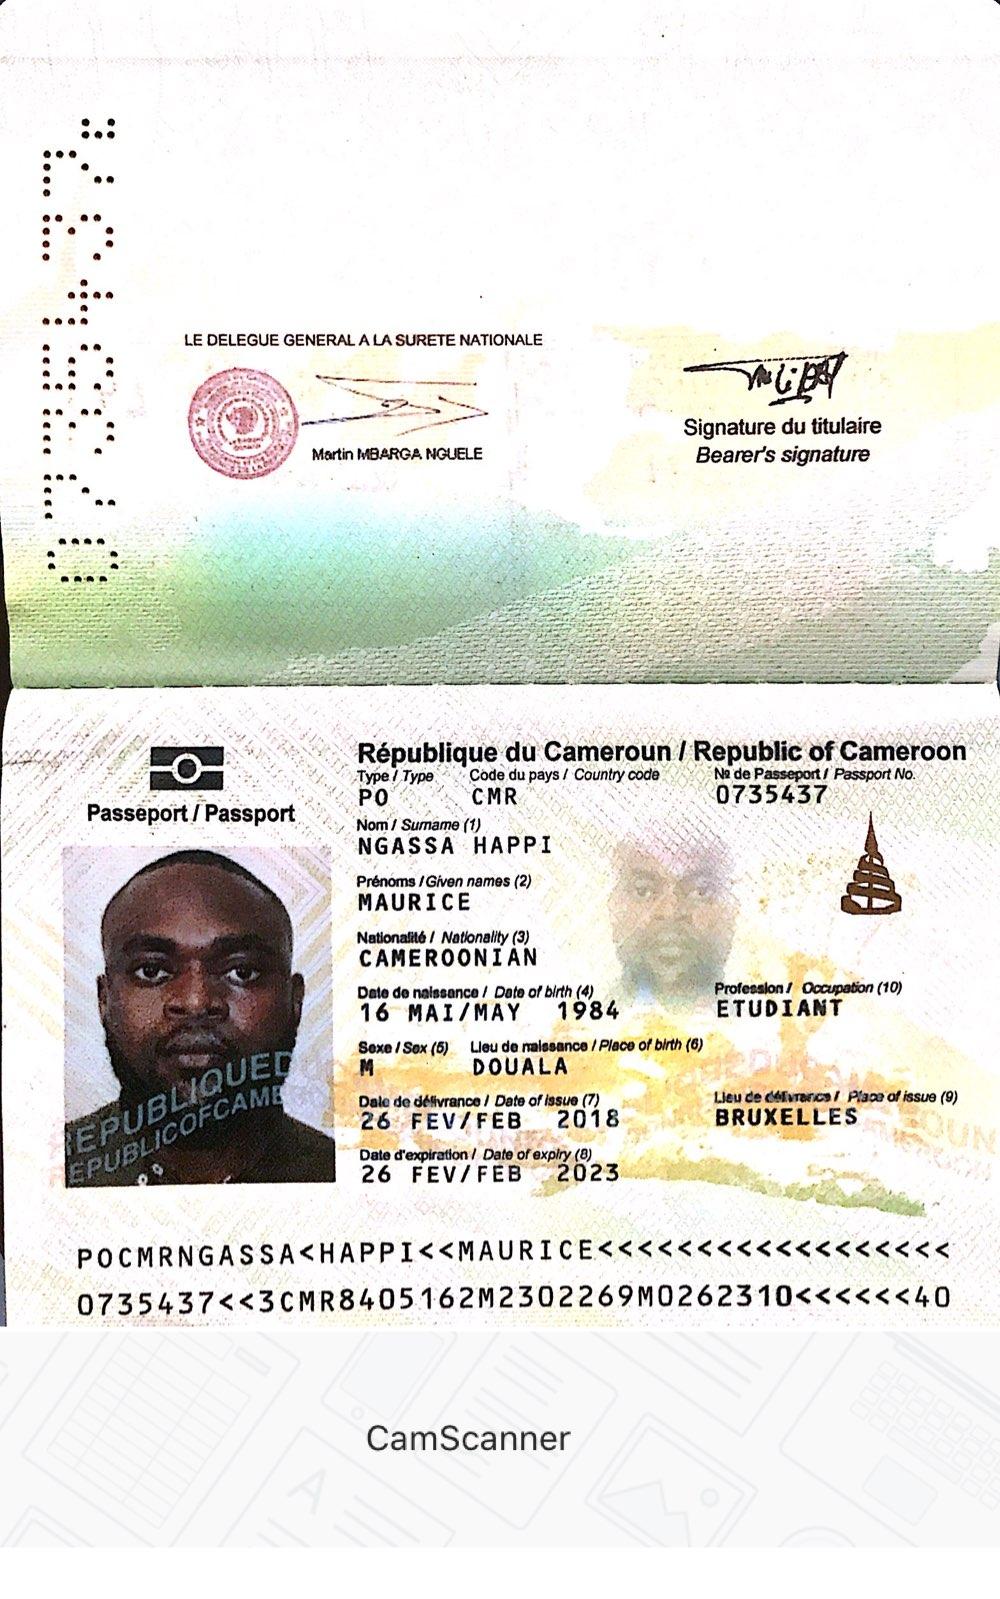 0735437
LE DELEGUE GENERAL A LA SURETE NATIONALE
Martin MBARGA NGUELE
Signature du titulaire
Bearer's signature
République du Cameroun / Republic of Cameroon
Passeport / Passport
Type / Type Code du pays / Country code № de Passeport / Passport No.
PO CMR 0735437
Nom / Surname (1)
NGASSA HAPPI
Prénoms / Given names (2)
MAURICE
Nationalité / Nationality (3)
CAMEROONIAN
Date de naissance / Date of birth (4) Profession / Occupation (10)
16 MAI/MAY 1984 ETUDIANT
Sexe / Sex (5) Lieu de naissance / Place of birth (6)
M DOUALA
Date de délivrance / Date of issue (7) Lieu de délivrance / Place of issue (9)
26 FEV/FEB 2018 BRUXELLES
Date d'expiration / Date of expiry (8)
26 FEV/FEB 2023
EPUBLIQUED
EPUBLICOFCAME
POCMRNGASSA<HAPPI<<MAURICE<<<<<<<<<<<<<<<<<<
0735437<<3CMR8405162M2302269M0262310<<<<<<40
CamScanner